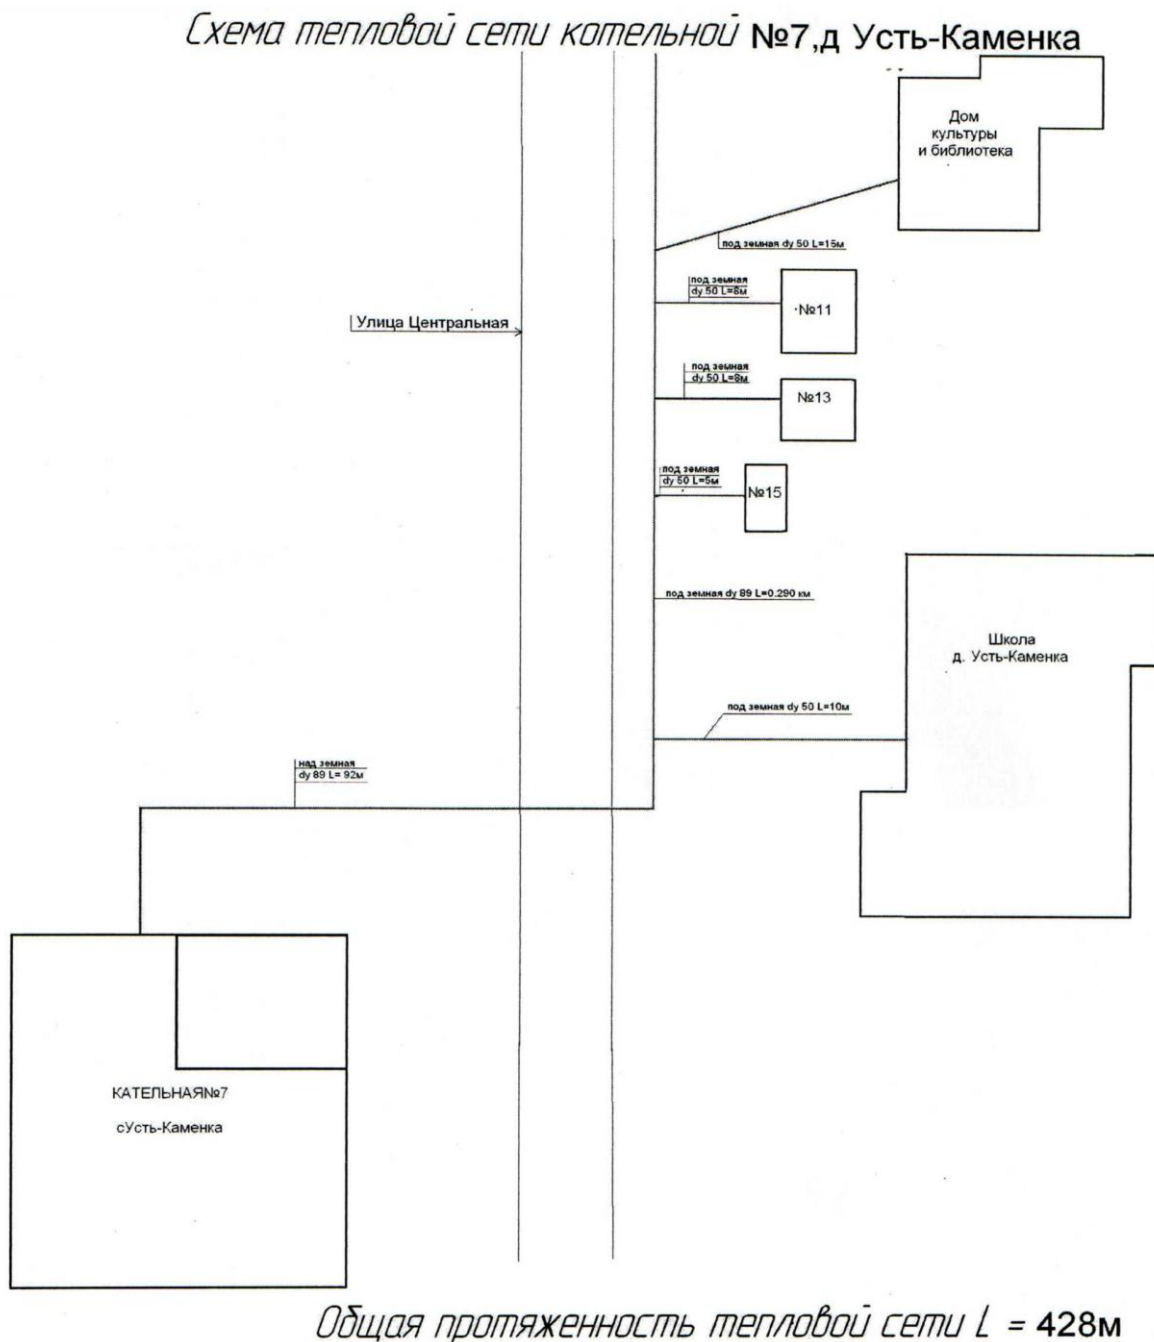 Схема тепловой сети котельной №7,д Усть-Каменка
Дом
культуры
и библиотека
под земная dy 50 L=15м
под земная
dy 50 L=8м
№11
Улица Центральная
под земная
dy 50 L=8м
№13
под земная
dy 50 L=5м
№15
под земная dy 89 L=0.290 км
Школа
д. Усть-Каменка
под земная dy 50 L=10м
над земная
dy 89 L= 92м
КАТЕЛЬНАЯ№7
сУсть-Каменка
Общая протяженность тепловой сети L = 428м